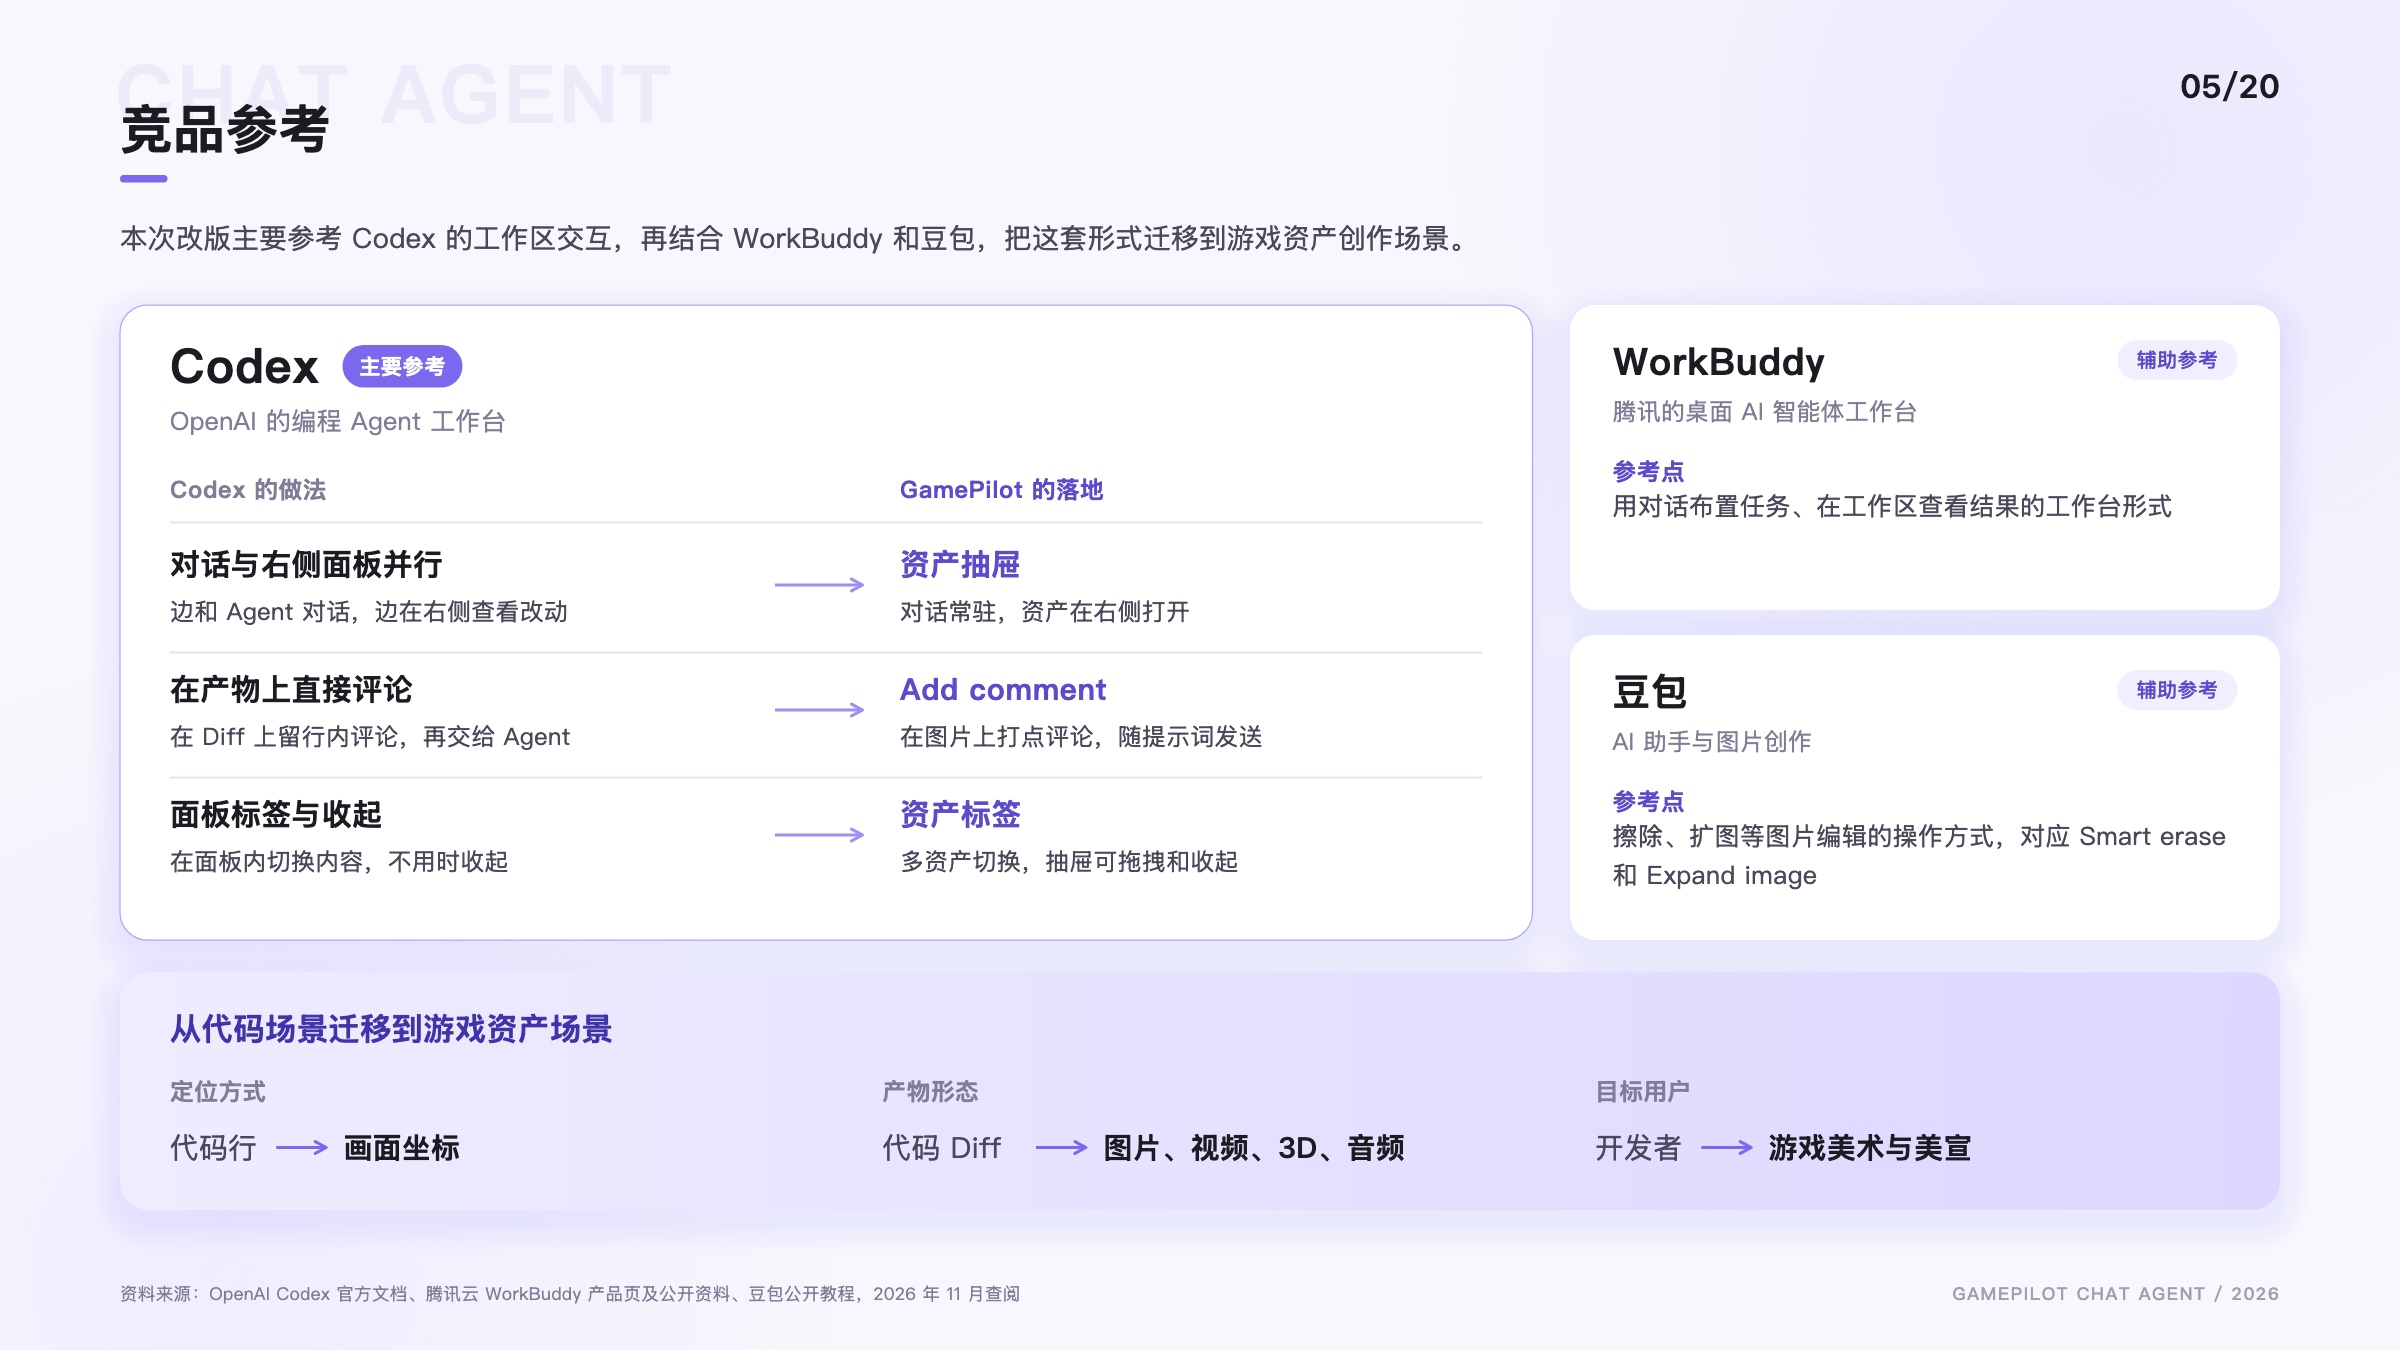 CHAT AGENT
05/20
竞品参考
本次改版主要参考 Codex 的工作区交互，再结合 WorkBuddy 和豆包，把这套形式迁移到游戏资产创作场景。
Codex 主要参考
OpenAI 的编程 Agent 工作台
Codex 的做法 GamePilot 的落地
对话与右侧面板并行 资产抽屉
边和 Agent 对话，边在右侧查看改动 对话常驻，资产在右侧打开
在产物上直接评论 Add comment
在 Diff 上留行内评论，再交给 Agent 在图片上打点评论，随提示词发送
面板标签与收起 资产标签
在面板内切换内容，不用时收起 多资产切换，抽屉可拖拽和收起
WorkBuddy 辅助参考
腾讯的桌面 AI 智能体工作台
参考点
用对话布置任务、在工作区查看结果的工作台形式
豆包 辅助参考
AI 助手与图片创作
参考点
擦除、扩图等图片编辑的操作方式，对应 Smart erase
和 Expand image
从代码场景迁移到游戏资产场景
定位方式 产物形态 目标用户
代码行 → 画面坐标 代码 Diff → 图片、视频、3D、音频 开发者 → 游戏美术与美宣
资料来源：OpenAI Codex 官方文档、腾讯云 WorkBuddy 产品页及公开资料、豆包公开教程，2026 年 11 月查阅
GAMEPILOT CHAT AGENT / 2026